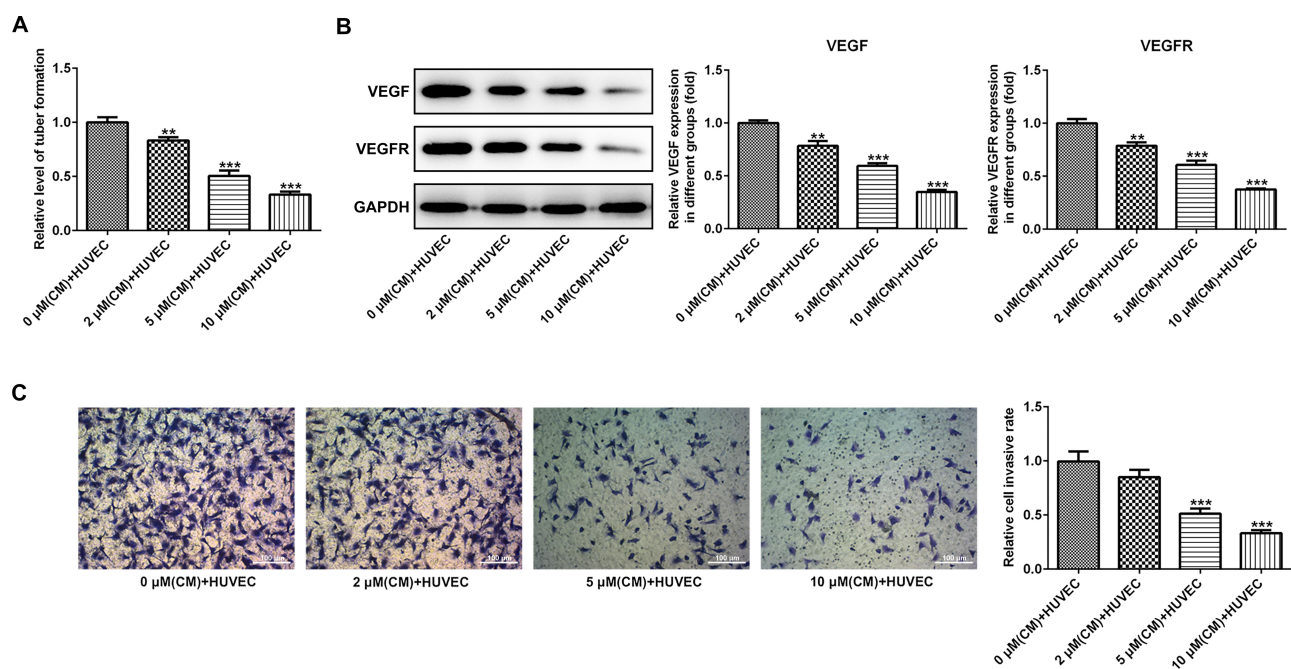 A
Relative level of tuber formation
1.5
1.0
0.5
0.0
**
***
***
0 μM(CM)+HUVEC
2 μM(CM)+HUVEC
5 μM(CM)+HUVEC
10 μM(CM)+HUVEC
B
VEGF
VEGFR
GAPDH
0 μM(CM)+HUVEC
2 μM(CM)+HUVEC
5 μM(CM)+HUVEC
10 μM(CM)+HUVEC
VEGF
Relative VEGF expression
in different groups (fold)
1.5
1.0
0.5
0.0
**
***
***
0 μM(CM)+HUVEC
2 μM(CM)+HUVEC
5 μM(CM)+HUVEC
10 μM(CM)+HUVEC
VEGFR
Relative VEGFR expression
in different groups (fold)
1.5
1.0
0.5
0.0
**
***
***
0 μM(CM)+HUVEC
2 μM(CM)+HUVEC
5 μM(CM)+HUVEC
10 μM(CM)+HUVEC
C
100 μm
100 μm
100 μm
100 μm
0 μM(CM)+HUVEC
2 μM(CM)+HUVEC
5 μM(CM)+HUVEC
10 μM(CM)+HUVEC
Relative cell invasive rate
1.5
1.0
0.5
0.0
***
***
0 μM(CM)+HUVEC
2 μM(CM)+HUVEC
5 μM(CM)+HUVEC
10 μM(CM)+HUVEC